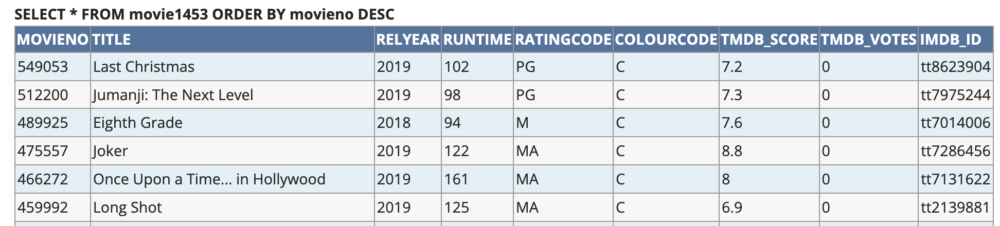 SELECT * FROM movie1453 ORDER BY movieno DESC
MOVIENO TITLE RELYEAR RUNTIME RATINGCODE COLOURCODE TMDB_SCORE TMDB_VOTES IMDB_ID
549053 Last Christmas 2019 102 PG C 7.2 0 tt8623904
512200 Jumanji: The Next Level 2019 98 PG C 7.3 0 tt7975244
489925 Eighth Grade 2018 94 M C 7.6 0 tt7014006
475557 Joker 2019 122 MA C 8.8 0 tt7286456
466272 Once Upon a Time... in Hollywood 2019 161 MA C 8 0 tt7131622
459992 Long Shot 2019 125 MA C 6.9 0 tt2139881